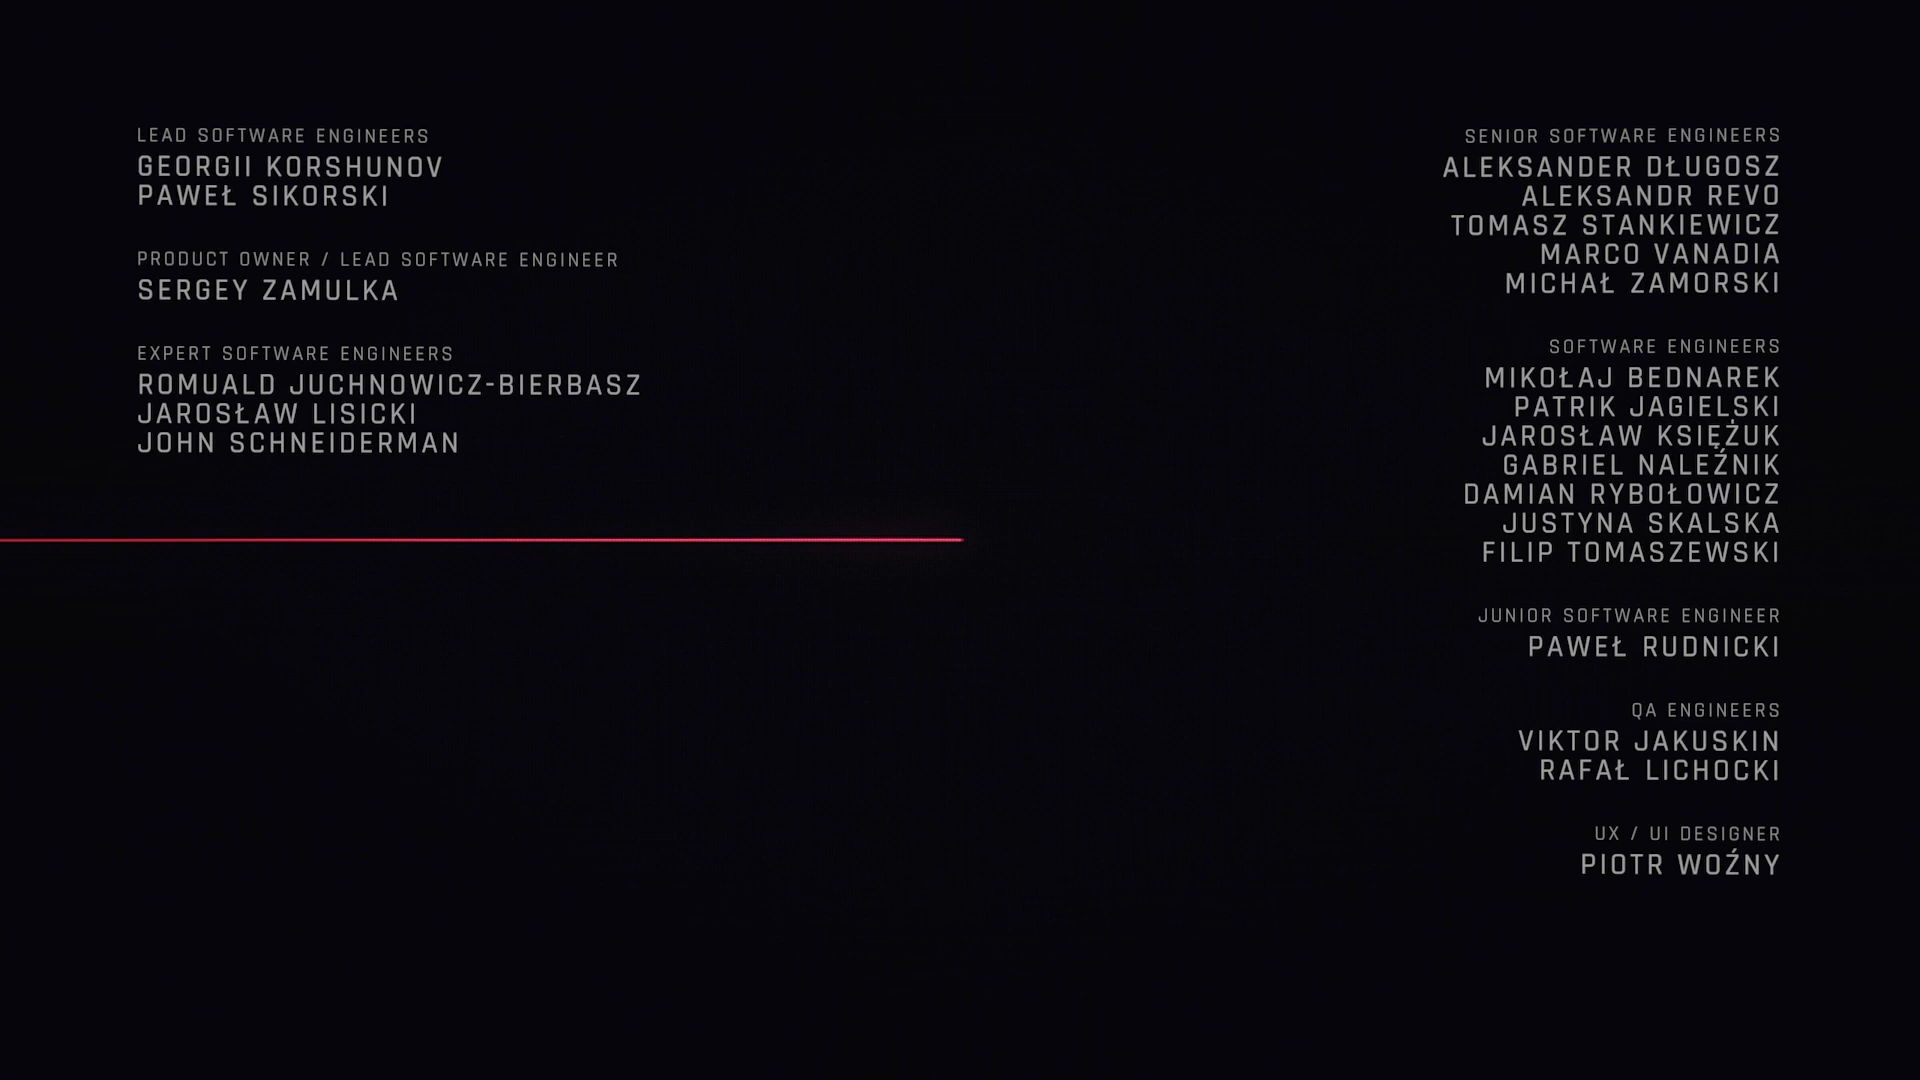 LEAD SOFTWARE ENGINEERS
GEORGII KORSHUNOV
PAWEŁ SIKORSKI
PRODUCT OWNER / LEAD SOFTWARE ENGINEER
SERGEY ZAMULKA
EXPERT SOFTWARE ENGINEERS
ROMUALD JUCHNOWICZ-BIERBASZ
JAROSŁAW LISICKI
JOHN SCHNEIDERMAN
SENIOR SOFTWARE ENGINEERS
ALEKSANDER DŁUGOSZ
ALEKSANDR REVO
TOMASZ STANKIEWICZ
MARCO VANADIA
MICHAŁ ZAMORSKI
SOFTWARE ENGINEERS
MIKOŁAJ BEDNAREK
PATRIK JAGIELSKI
JAROSŁAW KSIĘŻUK
GABRIEL NALEŹNIK
DAMIAN RYBOŁOWICZ
JUSTYNA SKALSKA
FILIP TOMASZEWSKI
JUNIOR SOFTWARE ENGINEER
PAWEŁ RUDNICKI
QA ENGINEERS
VIKTOR JAKUSKIN
RAFAŁ LICHOCKI
UX / UI DESIGNER
PIOTR WOŹNY